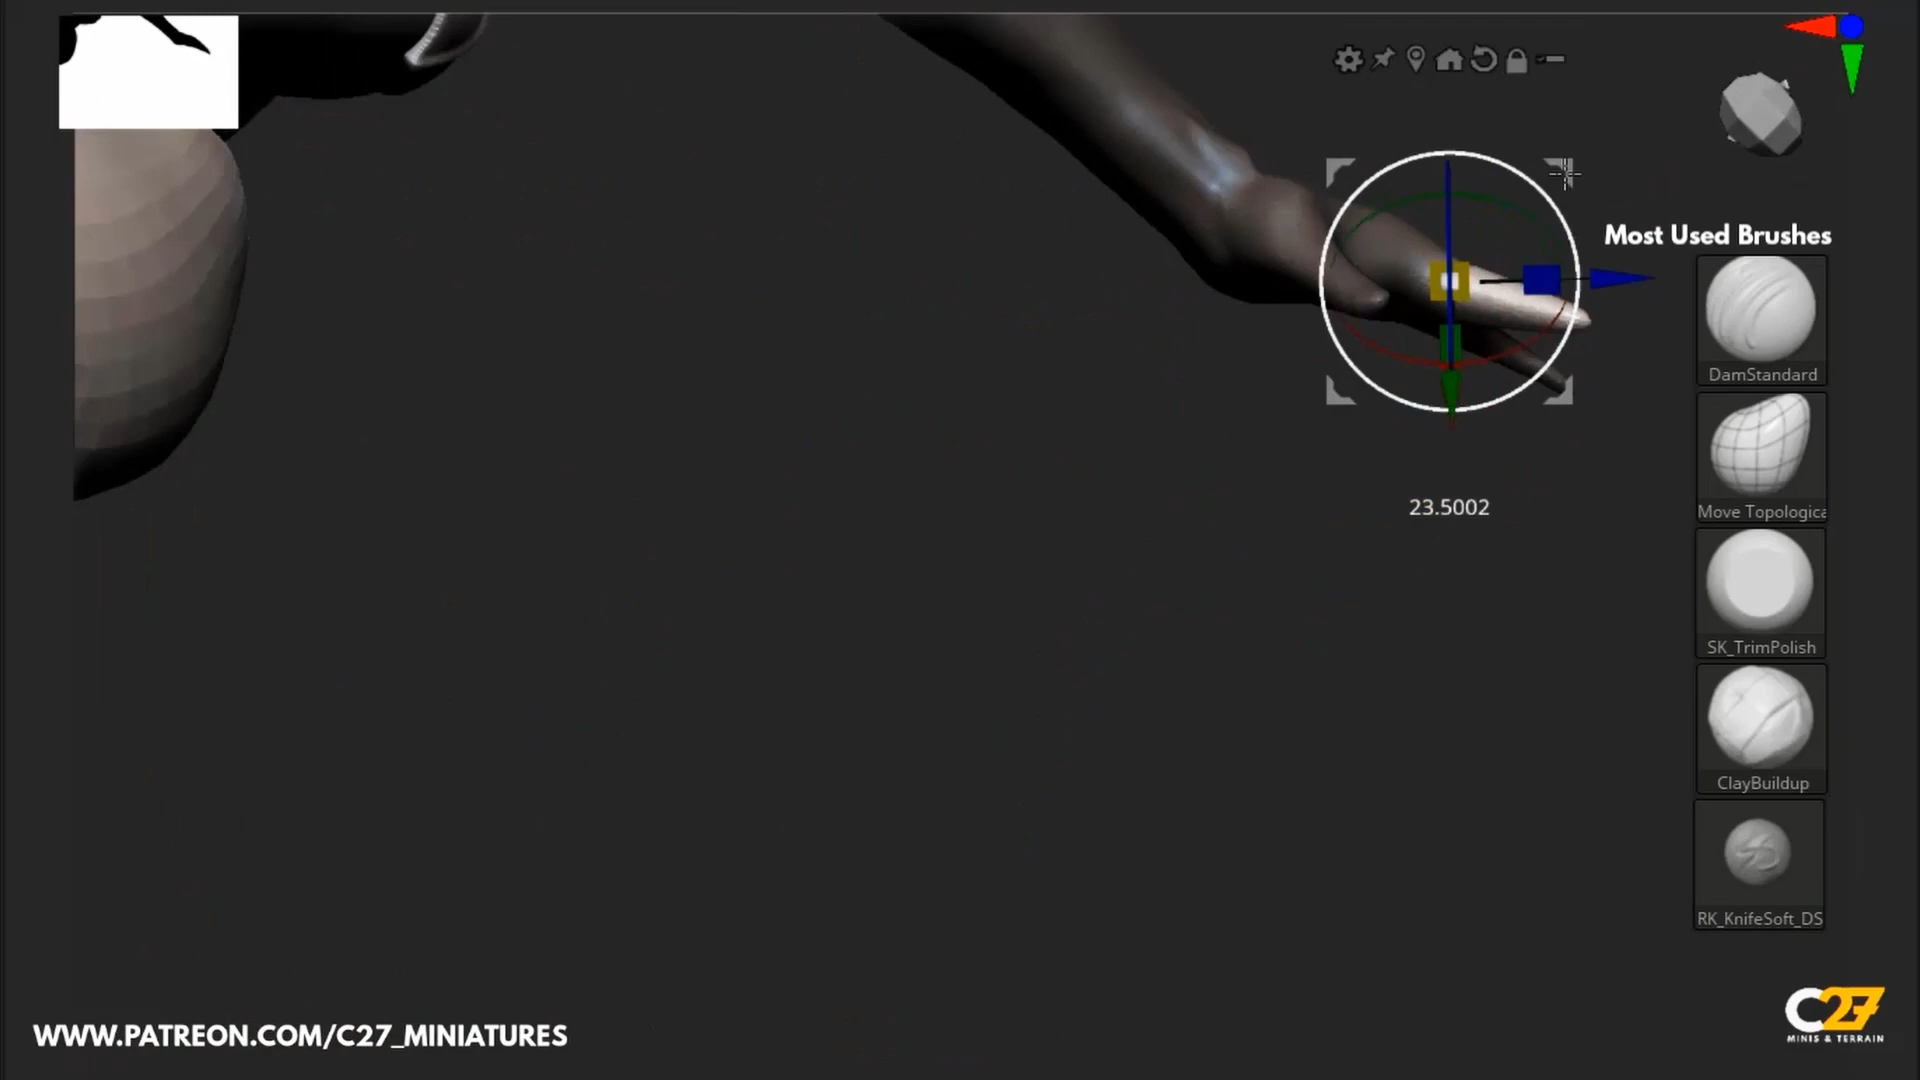 Most Used Brushes
DamStandard
Move Topologica
23.5002
SK_TrimPolish
ClayBuildup
RK_KnifeSoft_DS
WWW.PATREON.COM/C27_MINIATURES
C27
MINIS & TERRAIN